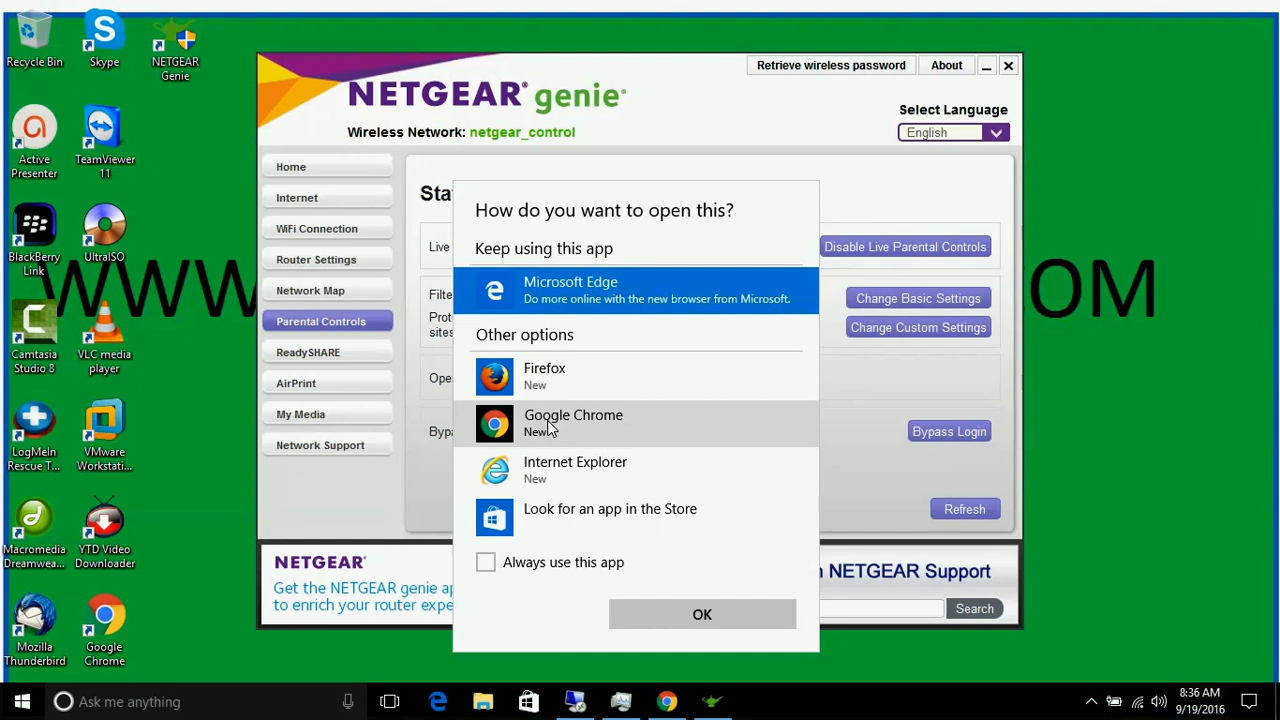 Recycle Bin
Skype
NETGEAR
Genie
Active
Presenter
TeamViewer
11
BlackBerry
Link
UltraISO
Camtasia
Studio 8
VLC media
player
LogMeIn
Rescue T...
VMware
Workstati...
Macromedia
Dreamwea...
YTD Video
Downloader
Mozilla
Thunderbird
Google
Chrome
WWW
.COM
Retrieve wireless password
About
NETGEAR® genie®
Select Language
Wireless Network: netgear_control
English
Home
Internet
WiFi Connection
Router Settings
Network Map
Parental Controls
ReadySHARE
AirPrint
My Media
Network Support
Live
Disable Live Parental Controls
Change Basic Settings
sites
Change Custom Settings
Bypass Login
Refresh
How do you want to open this?
Keep using this app
Microsoft Edge
Do more online with the new browser from Microsoft.
Other options
Firefox
New
Google Chrome
New
Internet Explorer
New
Look for an app in the Store
Always use this app
OK
NETGEAR®
Get the NETGEAR genie
to enrich your router
NETGEAR Support
Search
Ask me anything
8:36 AM
9/19/2016